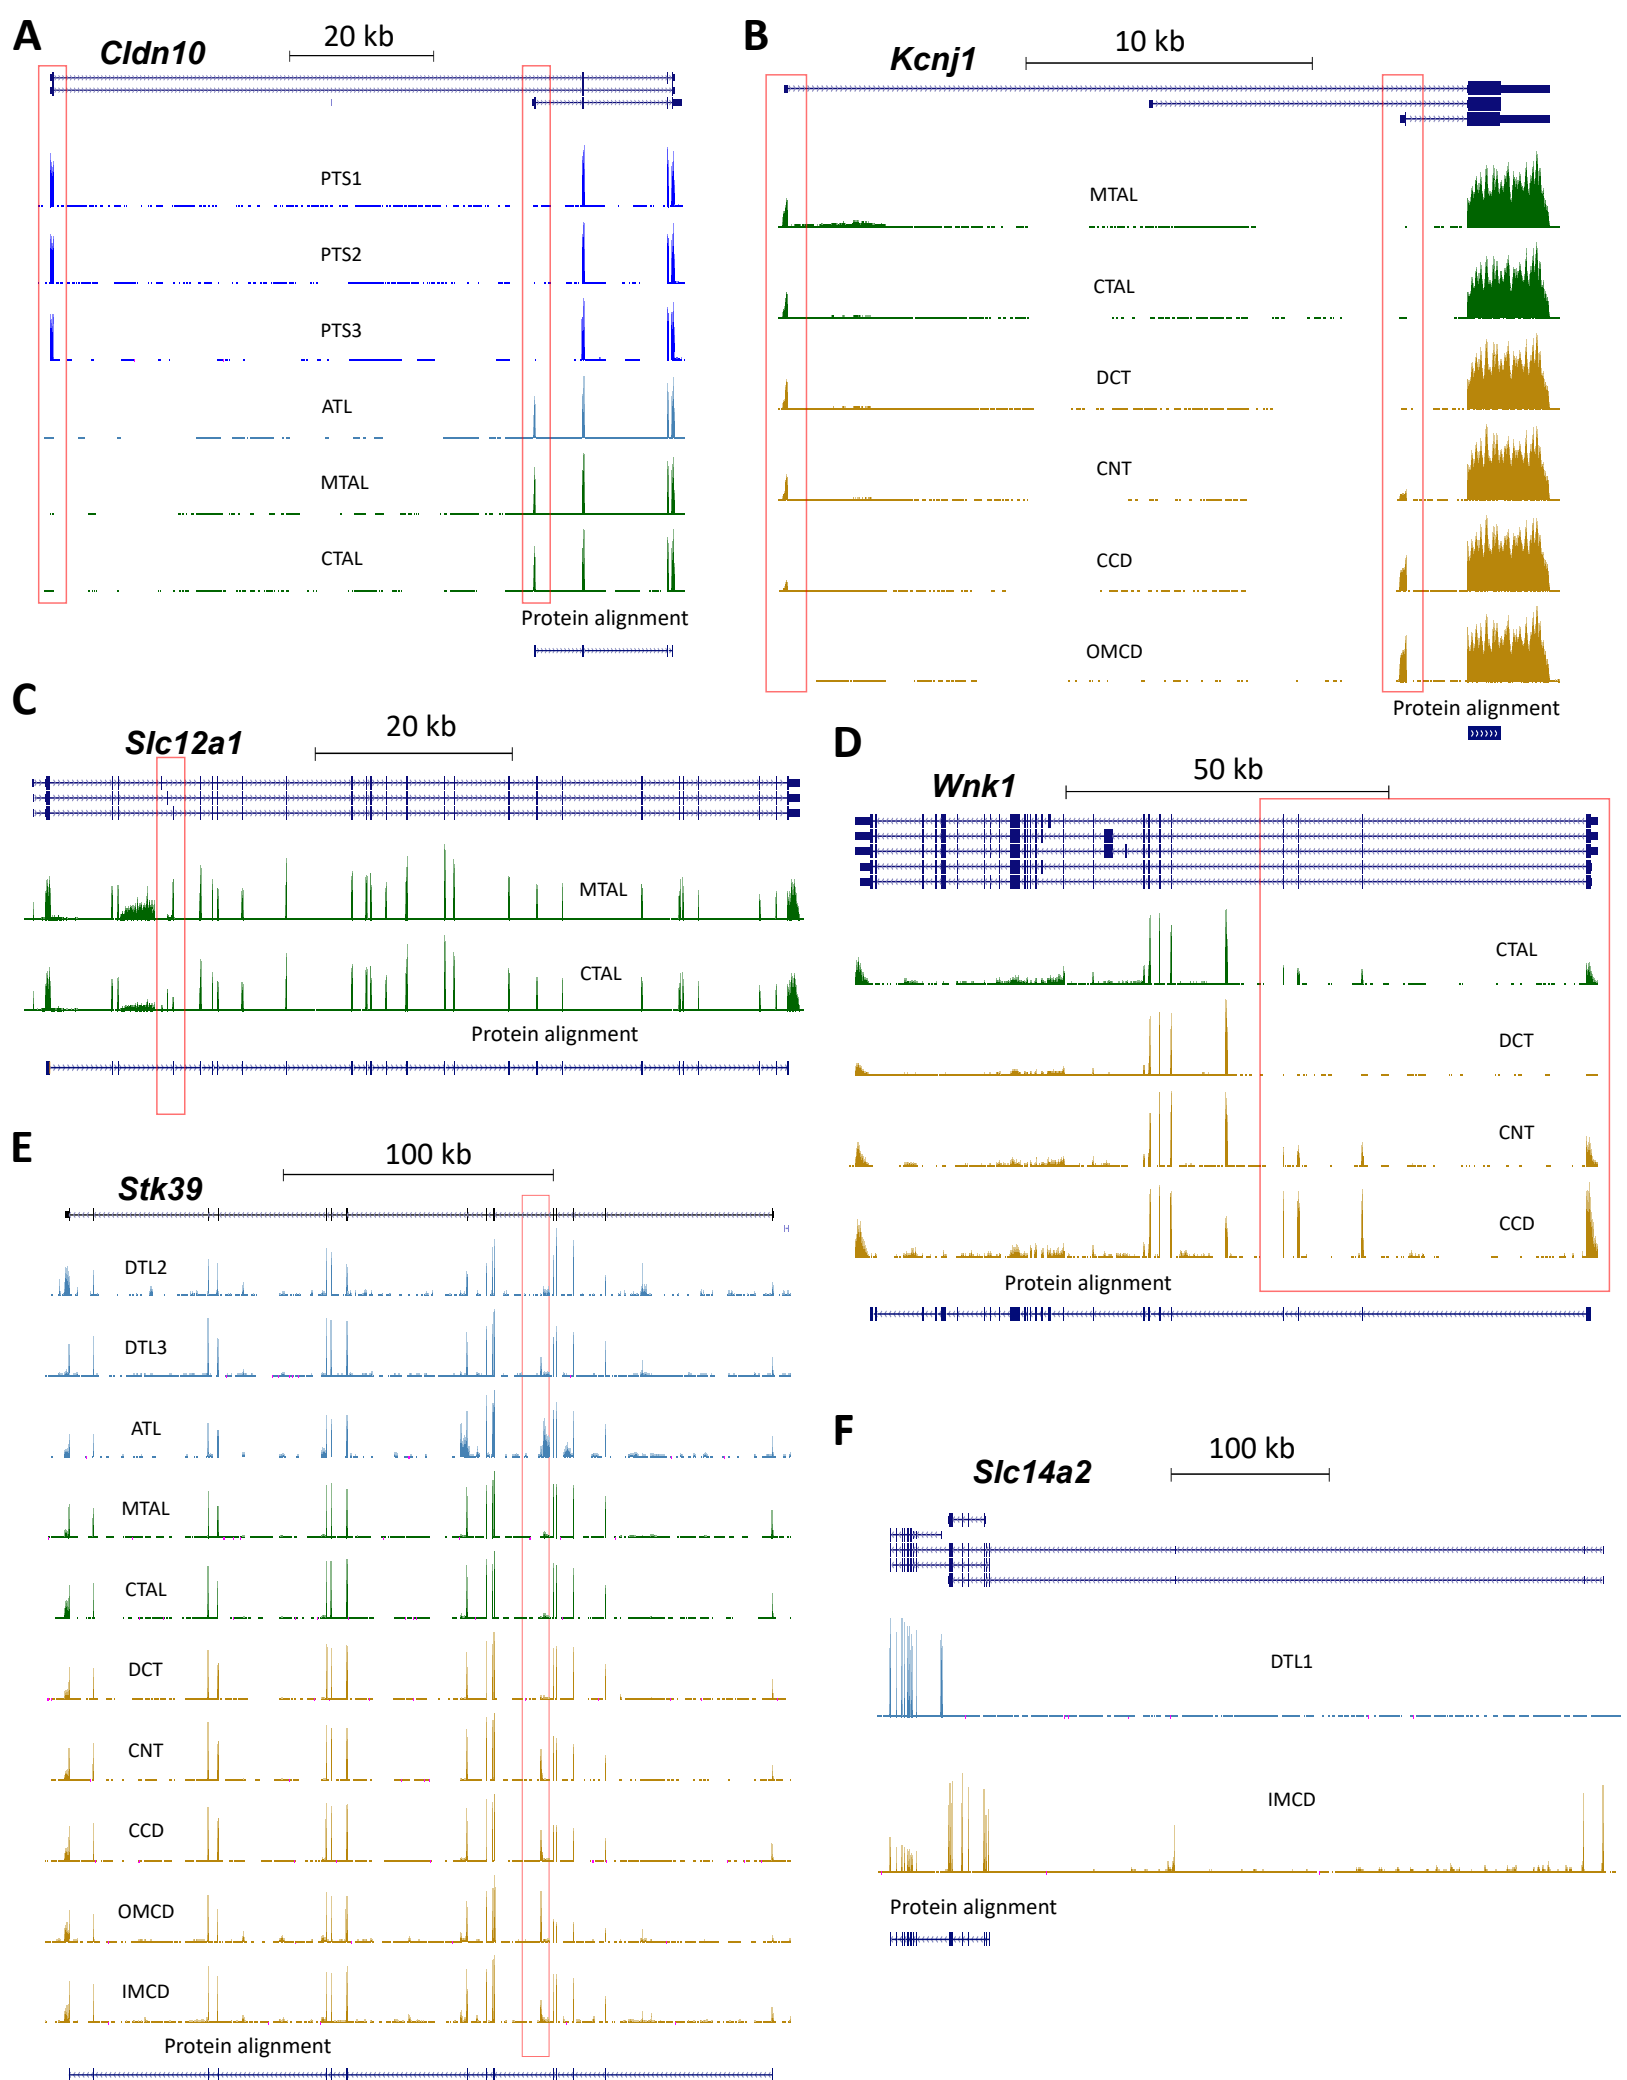 A
Cldn10
20 kb
PTS1
PTS2
PTS3
ATL
MTAL
CTAL
Protein alignment
B
Kcnj1
10 kb
MTAL
CTAL
DCT
CNT
CCD
OMCD
Protein alignment
C
Slc12a1
20 kb
MTAL
CTAL
Protein alignment
D
Wnk1
50 kb
CTAL
DCT
CNT
CCD
Protein alignment
E
Stk39
100 kb
DTL2
DTL3
ATL
MTAL
CTAL
DCT
CNT
CCD
OMCD
IMCD
Protein alignment
F
Slc14a2
100 kb
DTL1
IMCD
Protein alignment